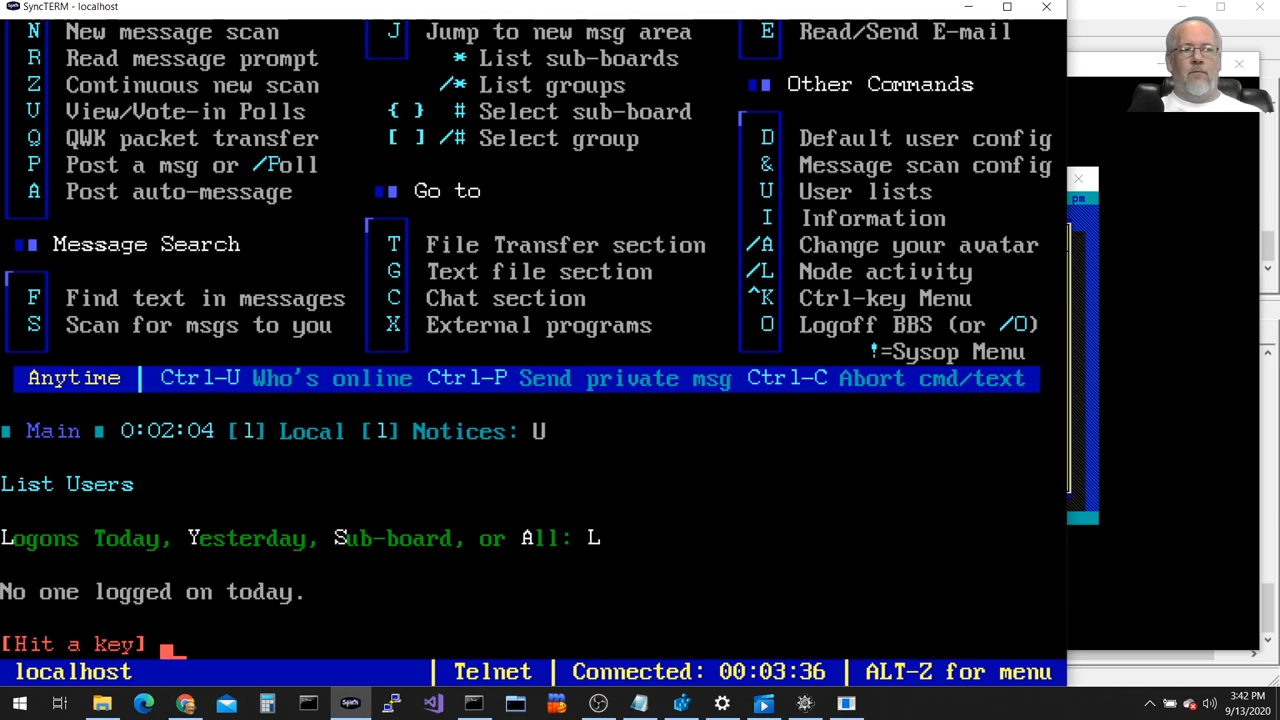 SyncTERM - localhost
N New message scan J Jump to new msg area E Read/Send E-mail
R Read message prompt * List sub-boards
Z Continuous new scan /* List groups Other Commands
V View/Vote-in Polls { } # Select sub-board
Q QWK packet transfer [ ] /# Select group D Default user config
P Post a msg or /Poll & Message scan config
A Post auto-message Go to U User lists
I Information
Message Search T File Transfer section /A Change your avatar
G Text file section /L Node activity
F Find text in messages C Chat section ^K Ctrl-key Menu
S Scan for msgs to you X External programs O Logoff BBS (or /O)
!=Sysop Menu
Anytime | Ctrl-U Who's online Ctrl-P Send private msg Ctrl-C Abort cmd/text
Main 0:02:04 [1] Local [1] Notices: U
List Users
Logons Today, Yesterday, Sub-board, or All: L
No one logged on today.
[Hit a key]
localhost | Telnet | Connected: 00:03:36 | ALT-Z for menu
pm
3:42 PM
9/13/2020